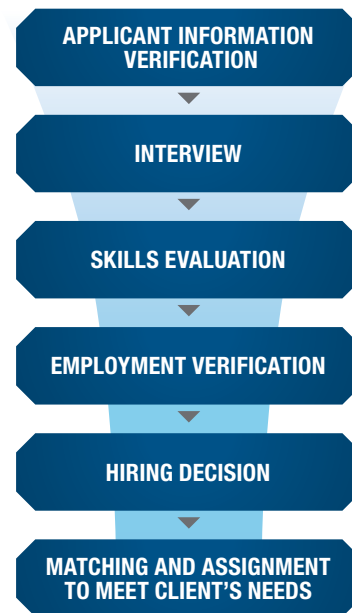 APPLICANT INFORMATION
VERIFICATION
INTERVIEW
SKILLS EVALUATION
EMPLOYMENT VERIFICATION
HIRING DECISION
MATCHING AND ASSIGNMENT
TO MEET CLIENT’S NEEDS